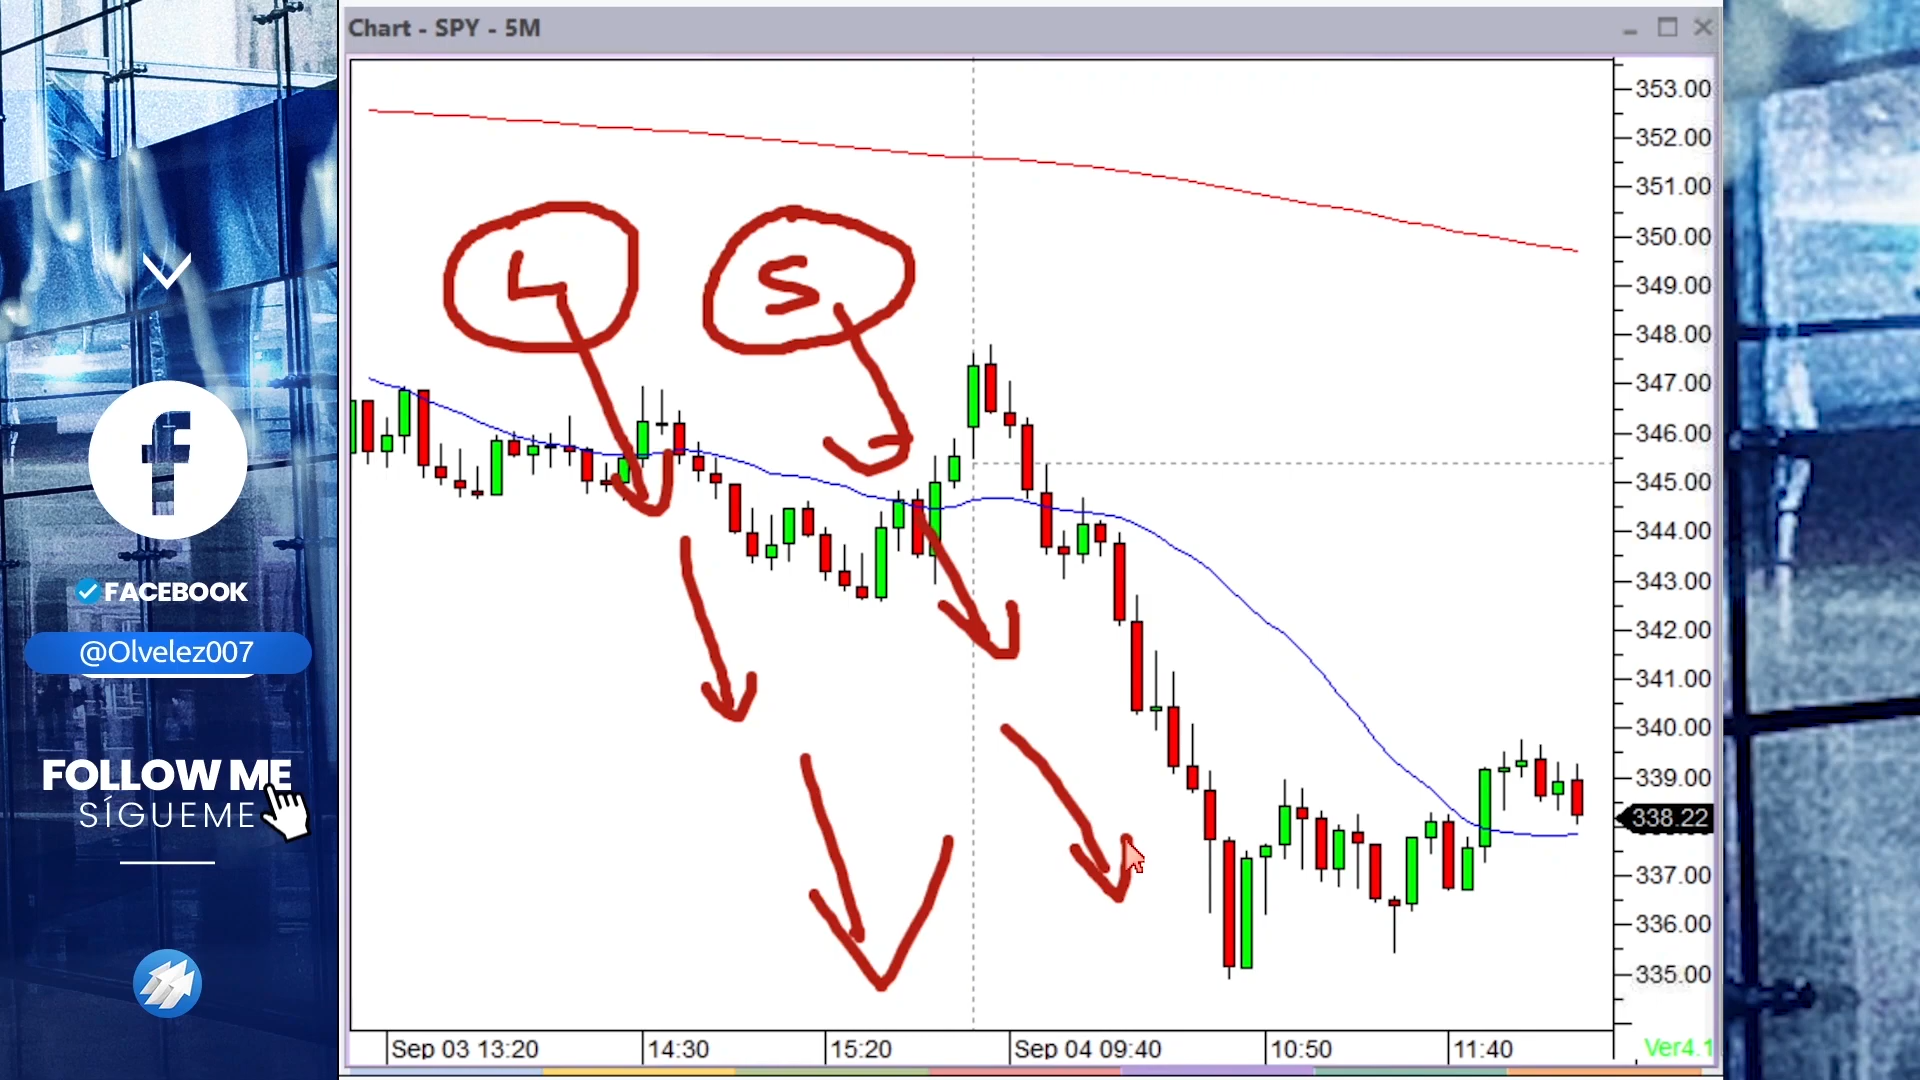 Chart - SPY - 5M
353.00
352.00
351.00
350.00
349.00
348.00
347.00
346.00
345.00
344.00
343.00
342.00
341.00
340.00
339.00
338.22
337.00
336.00
335.00
L
S
f
FACEBOOK
@Olvelez007
FOLLOW ME
SÍGUEME
Sep 03 13:20
14:30
15:20
Sep 04 09:40
10:50
11:40
Ver4.1